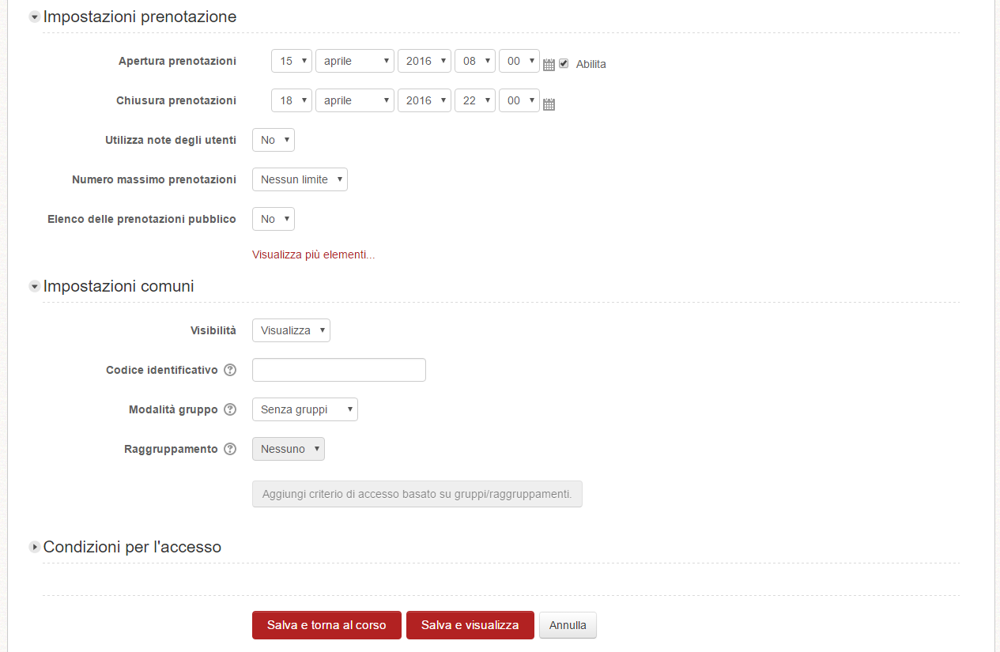 Impostazioni prenotazione
Apertura prenotazioni 15 aprile 2016 08 00 Abilita
Chiusura prenotazioni 18 aprile 2016 22 00
Utilizza note degli utenti No
Numero massimo prenotazioni Nessun limite
Elenco delle prenotazioni pubblico No
Visualizza più elementi...
Impostazioni comuni
Visibilità Visualizza
Codice identificativo ?
Modalità gruppo ? Senza gruppi
Raggruppamento ? Nessuno
Aggiungi criterio di accesso basato su gruppi/raggruppamenti.
Condizioni per l'accesso
Salva e torna al corso Salva e visualizza Annulla